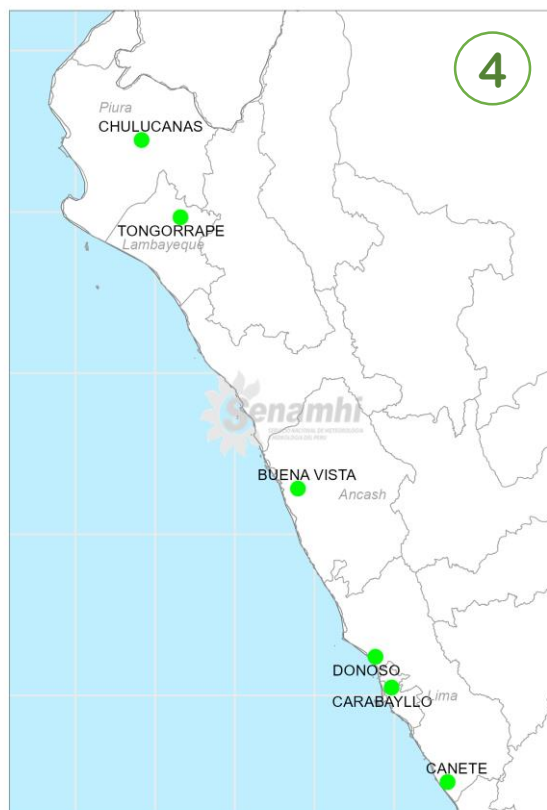 4
Piura
CHULUCANAS
TONGORRAPE
Lambayeque
Senamhi
BUENA VISTA
Ancash
DONOSO
Lima
CARABAYLLO
CANETE